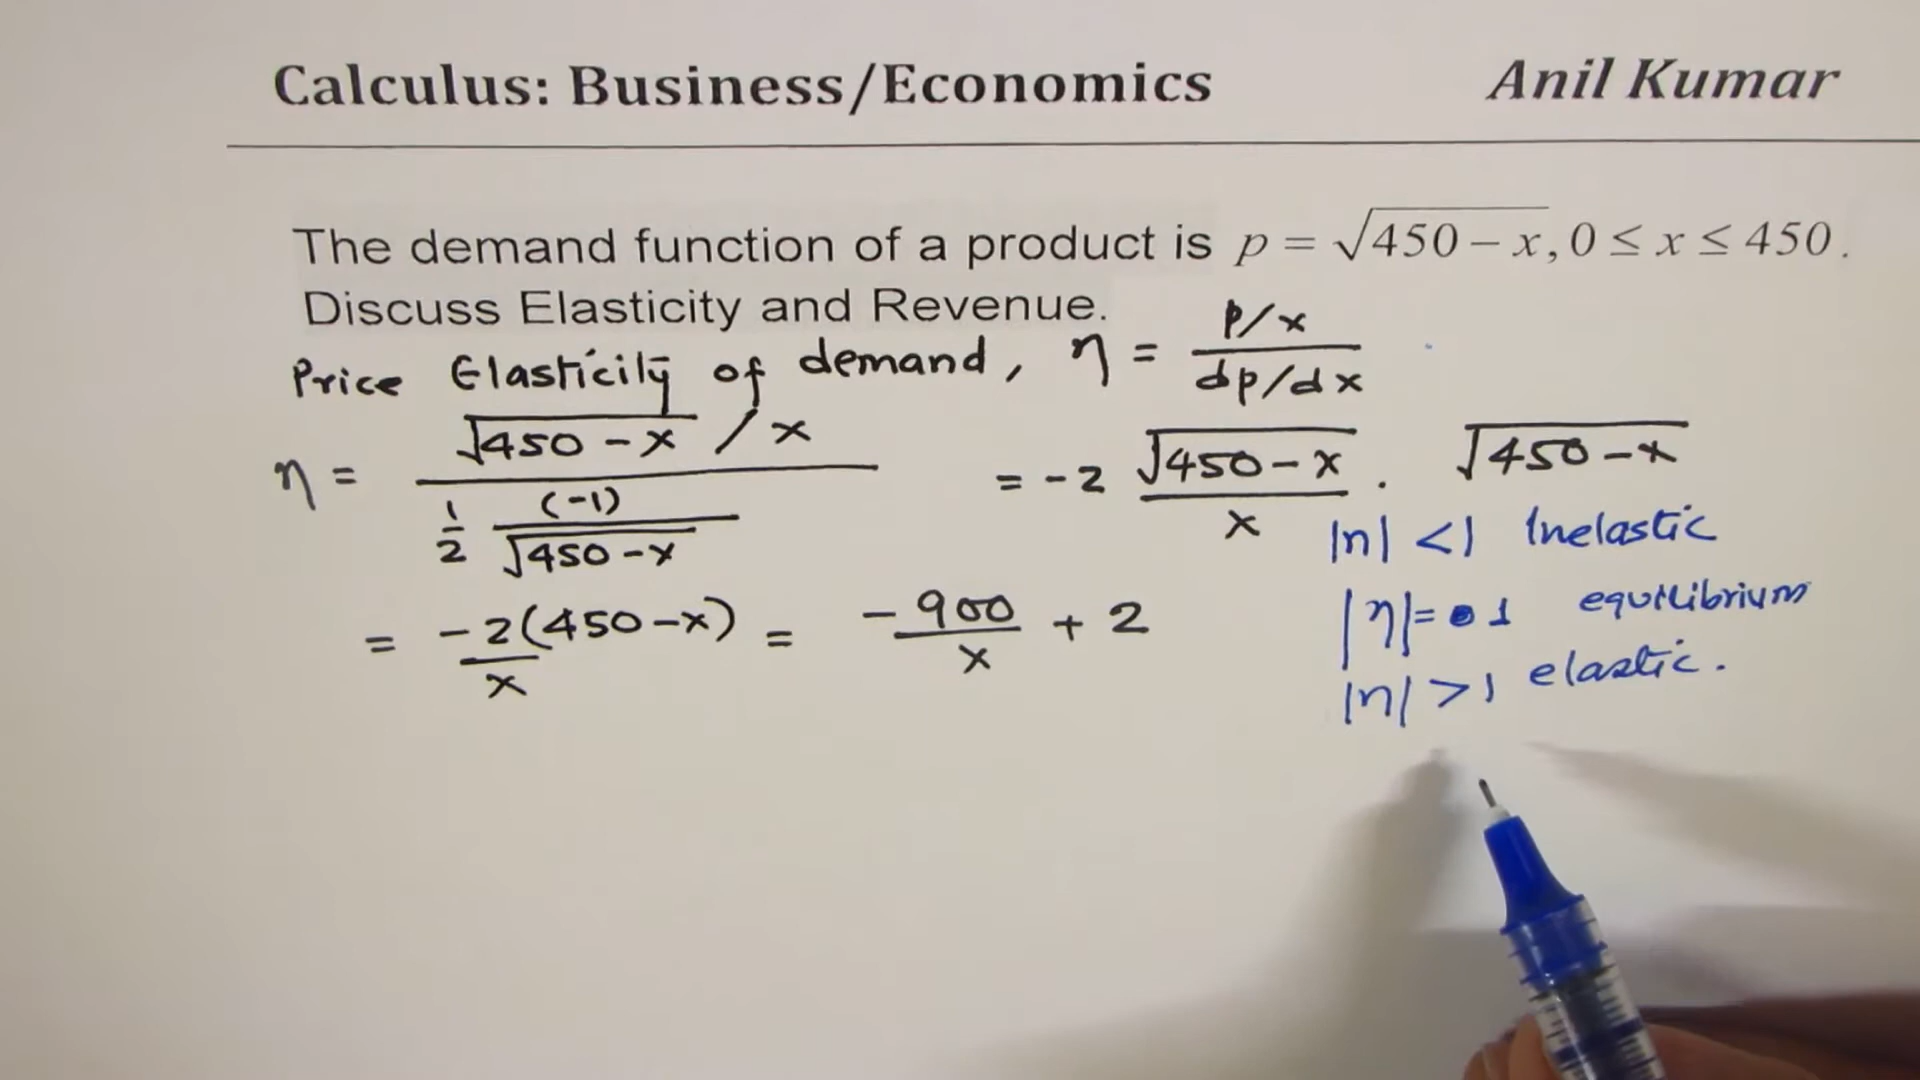 Calculus: Business/Economics Anil Kumar
The demand function of a product is p = √450 − x, 0 ≤ x ≤ 450.
Discuss Elasticity and Revenue.
Price Elasticity of demand, η = p/x / dp/dx
η = √450 - x / x / 1/2 (-1)/√450 - x = -2 √450 - x / x . √450 - x
= -2(450 - x) / x = -900/x + 2
|η| < 1 Inelastic
|η| = 1 equilibrium
|η| > 1 elastic.